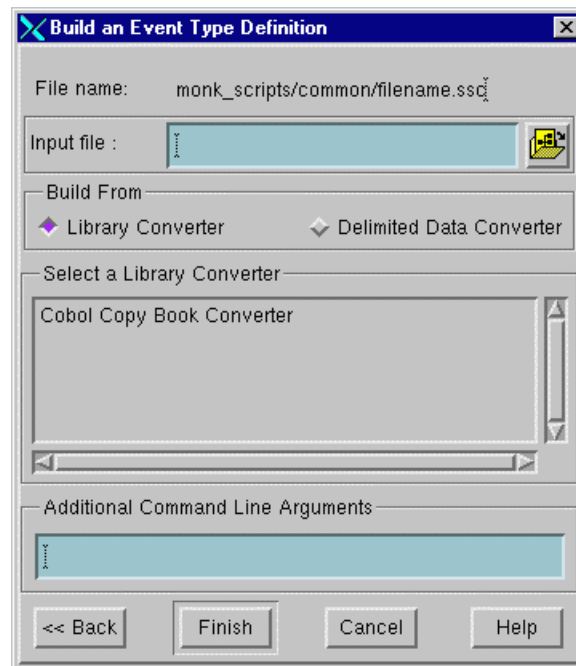 Build an Event Type Definition
File name: monk_scripts/common/filename.ssc
Input file :
Build From
Library Converter Delimited Data Converter
Select a Library Converter
Cobol Copy Book Converter
Additional Command Line Arguments
<< Back Finish Cancel Help